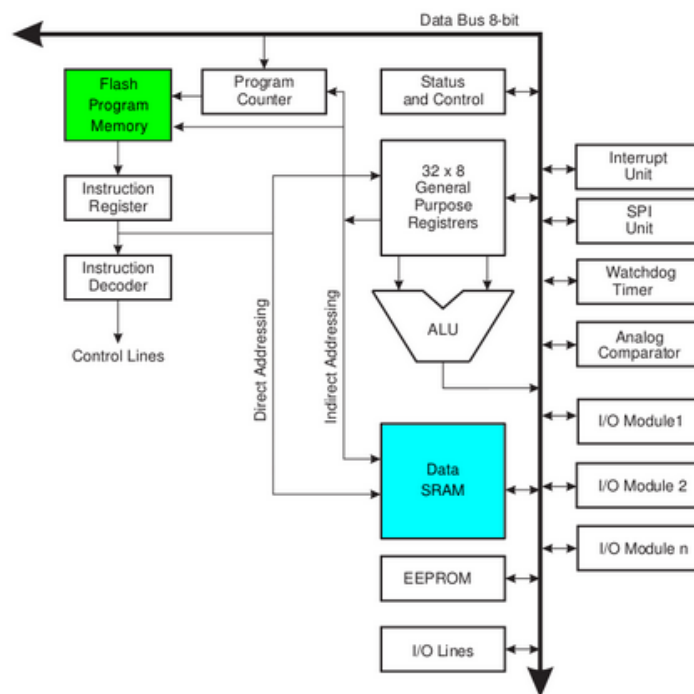 Data Bus 8-bit
Flash
Program
Memory
Program
Counter
Status
and Control
32 x 8
General
Purpose
Registrers
Interrupt
Unit
Instruction
Register
SPI
Unit
Instruction
Decoder
Watchdog
Timer
Control Lines
Direct Addressing
Indirect Addressing
ALU
Analog
Comparator
I/O Module1
Data
SRAM
I/O Module 2
I/O Module n
EEPROM
I/O Lines